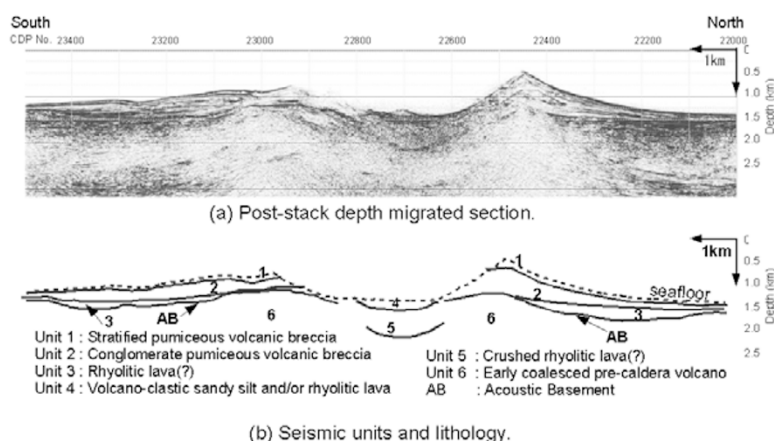 South North
CDP No. 23400 23200 23000 22800 22600 22400 22200 22000
0
1km
0.5
1.0
1.5
2.0
2.5
Depth (km)
(a) Post-stack depth migrated section.
0
1km
0.5
1.0
1.5
2.0
2.5
Depth (km)
1 1
2 2
seafloor
4
3 AB 6 5 6 AB 3
Unit 1 : Stratified pumiceous volcanic breccia
Unit 2 : Conglomerate pumiceous volcanic breccia
Unit 3 : Rhyolitic lava(?)
Unit 4 : Volcano-clastic sandy silt and/or rhyolitic lava
Unit 5 : Crushed rhyolitic lava(?)
Unit 6 : Early coalesced pre-caldera volcano
AB : Acoustic Basement
(b) Seismic units and lithology.